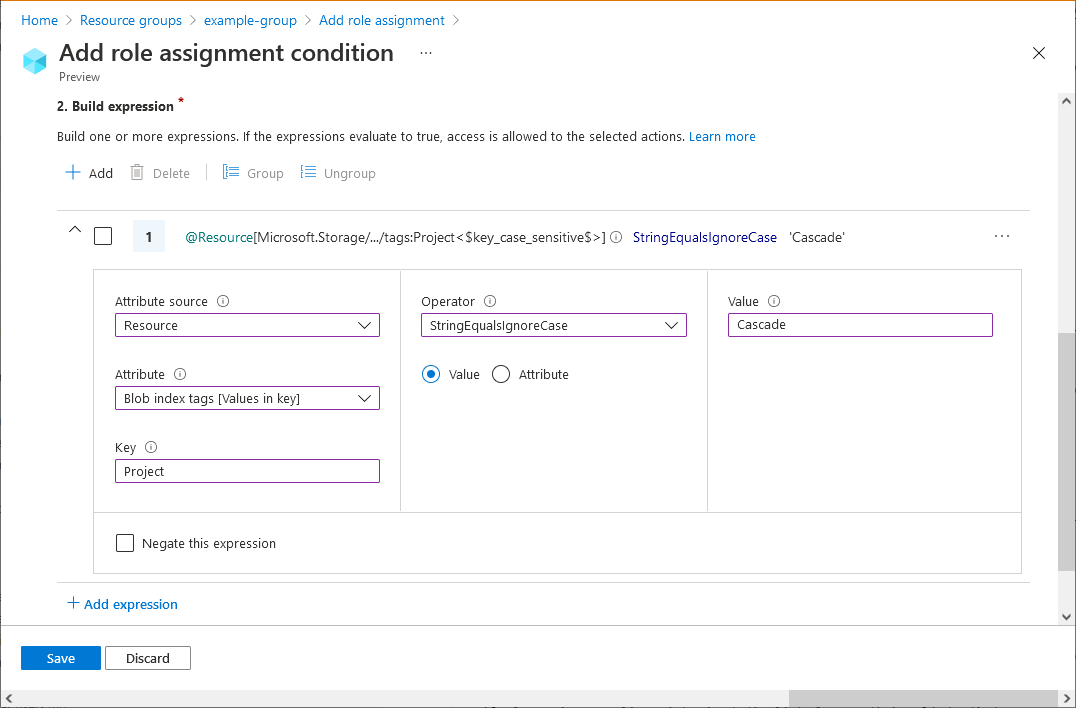 Home > Resource groups > example-group > Add role assignment >
Add role assignment condition ...
Preview
2. Build expression *
Build one or more expressions. If the expressions evaluate to true, access is allowed to the selected actions. Learn more
Add Delete Group Ungroup
1 @Resource[Microsoft.Storage/.../tags:Project<$key_case_sensitive$>] StringEqualsIgnoreCase 'Cascade' ...
Attribute source Operator Value
Resource StringEqualsIgnoreCase Cascade
Attribute Value Attribute
Blob index tags [Values in key]
Key
Project
Negate this expression
+ Add expression
Save Discard